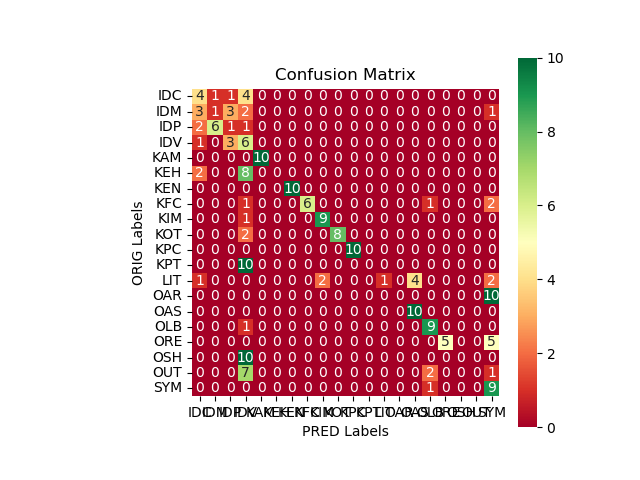 Confusion Matrix
IDC 4 1 1 4 0 0 0 0 0 0 0 0 0 0 0 0 0 0 0 0
IDM 3 1 3 2 0 0 0 0 0 0 0 0 0 0 0 0 0 0 0 1
IDP 2 6 1 1 0 0 0 0 0 0 0 0 0 0 0 0 0 0 0 0
IDV 1 0 3 6 0 0 0 0 0 0 0 0 0 0 0 0 0 0 0 0
KAM 0 0 0 0 10 0 0 0 0 0 0 0 0 0 0 0 0 0 0 0
KEH 2 0 0 8 0 0 0 0 0 0 0 0 0 0 0 0 0 0 0 0
KEN 0 0 0 0 0 0 10 0 0 0 0 0 0 0 0 0 0 0 0 0
KFC 0 0 0 1 0 0 0 6 0 0 0 0 0 0 0 1 0 0 0 2
KIM 0 0 0 1 0 0 0 0 9 0 0 0 0 0 0 0 0 0 0 0
KOT 0 0 0 2 0 0 0 0 0 8 0 0 0 0 0 0 0 0 0 0
KPC 0 0 0 0 0 0 0 0 0 0 10 0 0 0 0 0 0 0 0 0
KPT 0 0 0 10 0 0 0 0 0 0 0 0 0 0 0 0 0 0 0 0
LIT 1 0 0 0 0 0 0 0 2 0 0 0 1 0 4 0 0 0 0 2
OAR 0 0 0 0 0 0 0 0 0 0 0 0 0 0 0 0 0 0 0 10
OAS 0 0 0 0 0 0 0 0 0 0 0 0 0 0 10 0 0 0 0 0
OLB 0 0 0 1 0 0 0 0 0 0 0 0 0 0 0 9 0 0 0 0
ORE 0 0 0 0 0 0 0 0 0 0 0 0 0 0 0 0 5 0 0 5
OSH 0 0 0 10 0 0 0 0 0 0 0 0 0 0 0 0 0 0 0 0
OUT 0 0 0 7 0 0 0 0 0 0 0 0 0 0 0 2 0 0 0 1
SYM 0 0 0 0 0 0 0 0 0 0 0 0 0 0 0 1 0 0 0 9
ORIG Labels
SYM
PRED Labels
10
8
6
4
2
0